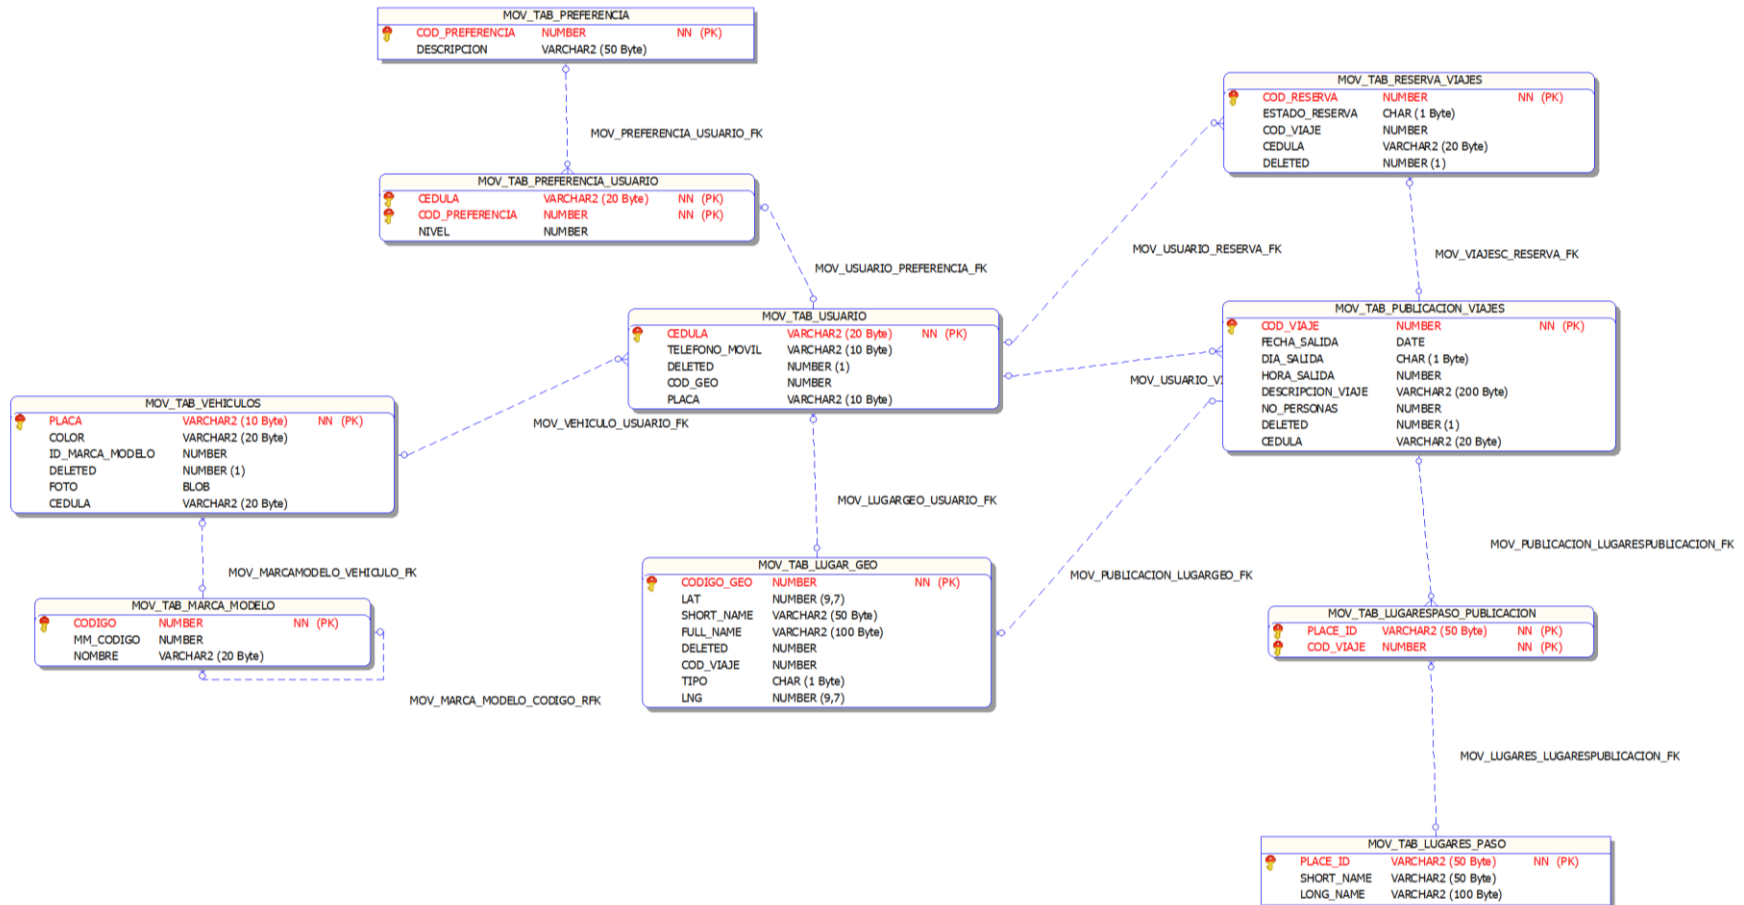 MOV_TAB_PREFERENCIA
COD_PREFERENCIA NUMBER NN (PK)
DESCRIPCION VARCHAR2 (50 Byte)
MOV_PREFERENCIA_USUARIO_FK
MOV_TAB_PREFERENCIA_USUARIO
CEDULA VARCHAR2 (20 Byte) NN (PK)
COD_PREFERENCIA NUMBER NN (PK)
NIVEL NUMBER
MOV_USUARIO_PREFERENCIA_FK
MOV_TAB_RESERVA_VIAJES
COD_RESERVA NUMBER NN (PK)
ESTADO_RESERVA CHAR (1 Byte)
COD_VIAJE NUMBER
CEDULA VARCHAR2 (20 Byte)
DELETED NUMBER (1)
MOV_USUARIO_RESERVA_FK
MOV_VIAJESC_RESERVA_FK
MOV_TAB_USUARIO
CEDULA VARCHAR2 (20 Byte) NN (PK)
TELEFONO_MOVIL VARCHAR2 (10 Byte)
DELETED NUMBER (1)
COD_GEO NUMBER
PLACA VARCHAR2 (10 Byte)
MOV_USUARIO_VI
MOV_TAB_PUBLICACION_VIAJES
COD_VIAJE NUMBER NN (PK)
FECHA_SALIDA DATE
DIA_SALIDA CHAR (1 Byte)
HORA_SALIDA NUMBER
DESCRIPCION_VIAJE VARCHAR2 (200 Byte)
NO_PERSONAS NUMBER
DELETED NUMBER (1)
CEDULA VARCHAR2 (20 Byte)
MOV_TAB_VEHICULOS
PLACA VARCHAR2 (10 Byte) NN (PK)
COLOR VARCHAR2 (20 Byte)
ID_MARCA_MODELO NUMBER
DELETED NUMBER (1)
FOTO BLOB
CEDULA VARCHAR2 (20 Byte)
MOV_VEHICULO_USUARIO_FK
MOV_LUGARGEO_USUARIO_FK
MOV_PUBLICACION_LUGARESPUBLICACION_FK
MOV_MARCAMODELO_VEHICULO_FK
MOV_PUBLICACION_LUGARGEO_FK
MOV_TAB_MARCA_MODELO
CODIGO NUMBER NN (PK)
MM_CODIGO NUMBER
NOMBRE VARCHAR2 (20 Byte)
MOV_MARCA_MODELO_CODIGO_RFK
MOV_TAB_LUGAR_GEO
CODIGO_GEO NUMBER NN (PK)
LAT NUMBER (9,7)
SHORT_NAME VARCHAR2 (50 Byte)
FULL_NAME VARCHAR2 (100 Byte)
DELETED NUMBER
COD_VIAJE NUMBER
TIPO CHAR (1 Byte)
LNG NUMBER (9,7)
MOV_TAB_LUGARESPASO_PUBLICACION
PLACE_ID VARCHAR2 (50 Byte) NN (PK)
COD_VIAJE NUMBER NN (PK)
MOV_LUGARES_LUGARESPUBLICACION_FK
MOV_TAB_LUGARES_PASO
PLACE_ID VARCHAR2 (50 Byte) NN (PK)
SHORT_NAME VARCHAR2 (50 Byte)
LONG_NAME VARCHAR2 (100 Byte)